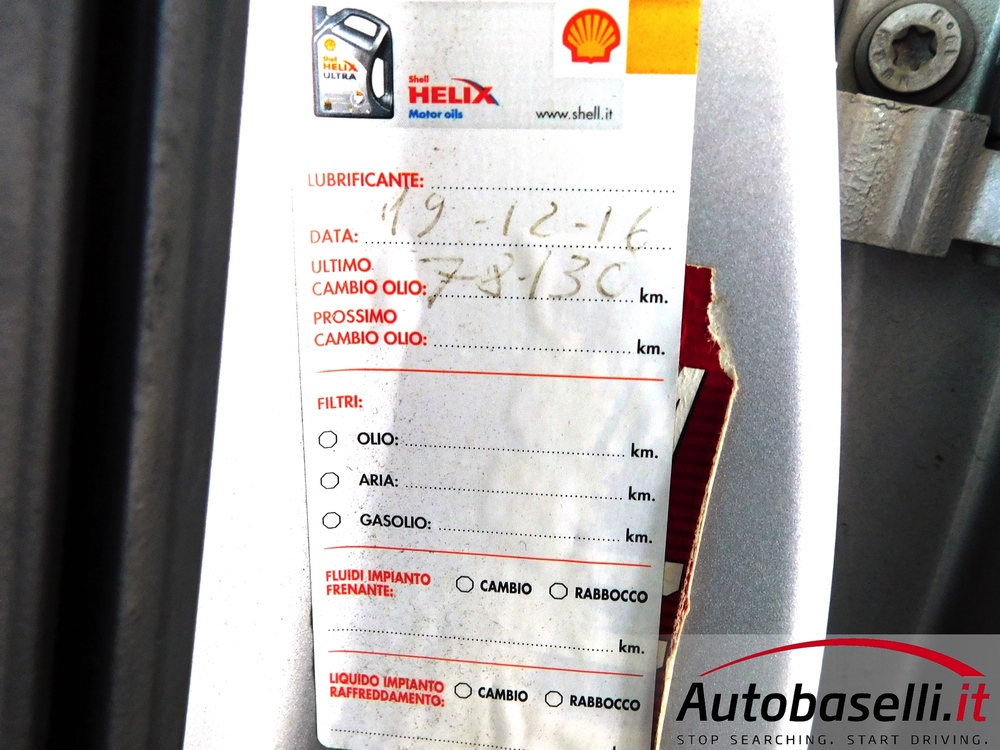 Shell
HELIX
ULTRA
Shell
HELIX
Motor oils
www.shell.it
LUBRIFICANTE:
DATA: 19-12-16
ULTIMO
CAMBIO OLIO: 78130 km.
PROSSIMO
CAMBIO OLIO: km.
FILTRI:
OLIO: km.
ARIA: km.
GASOLIO: km.
FLUIDI IMPIANTO
FRENANTE: CAMBIO RABBOCCO
km.
LIQUIDO IMPIANTO
RAFFREDDAMENTO: CAMBIO RABBOCCO
km.
Autobaselli.it
STOP SEARCHING. START DRIVING.